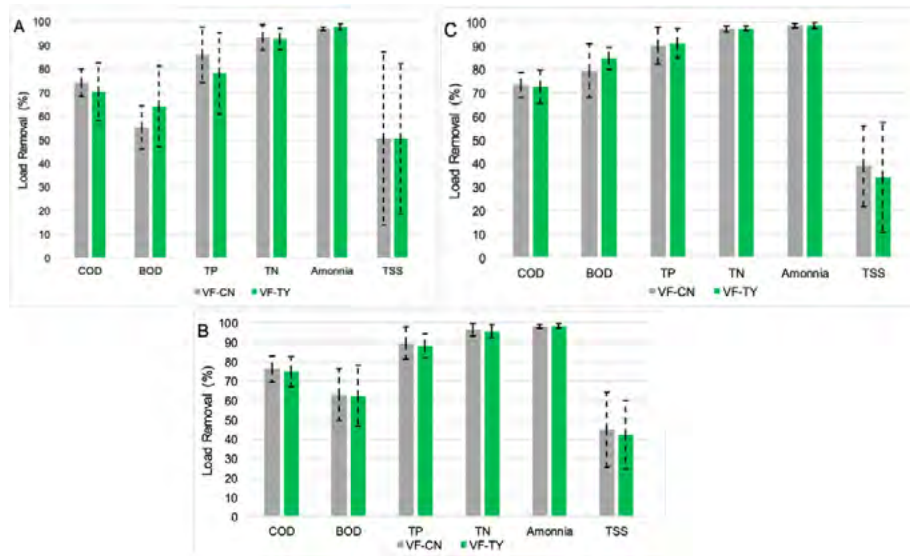 A
Load Removal (%)
100
90
80
70
60
50
40
30
20
10
0
COD BOD TP TN Amonnia TSS
VF-CN VF-TY
C
Load Removal (%)
100
90
80
70
60
50
40
30
20
10
0
COD BOD TP TN Amonnia TSS
VF-CN VF-TY
B
Load Removal (%)
100
90
80
70
60
50
40
30
20
10
0
COD BOD TP TN Amonnia TSS
VF-CN VF-TY